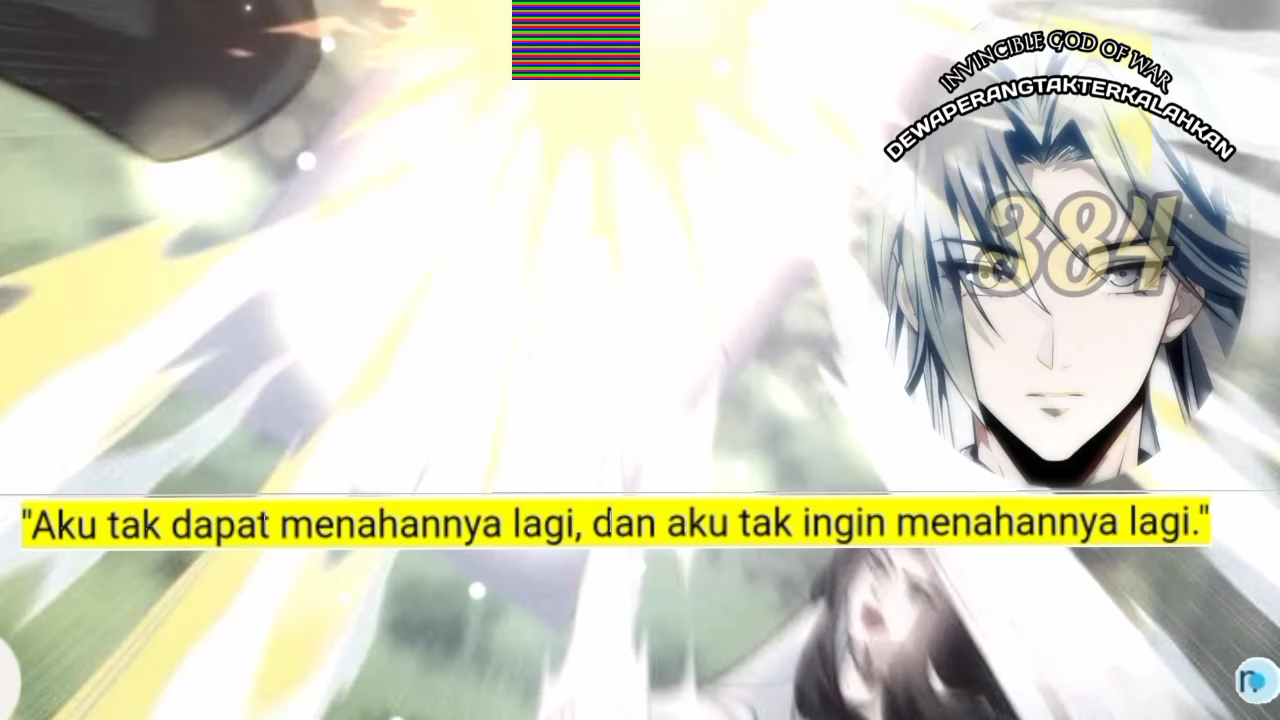 INVINCIBLE GOD OF WAR
DEWAPERANGTAKTERKALAHKAN
384
"Aku tak dapat menahannya lagi, dan aku tak ingin menahannya lagi."